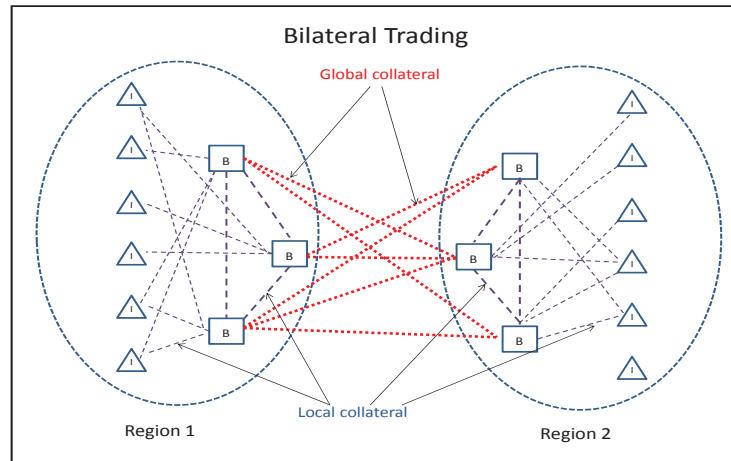 Bilateral Trading
Global collateral
I
I
I
I
I
I
B
B
B
B
B
B
I
I
I
I
I
I
Local collateral
Region 1
Region 2